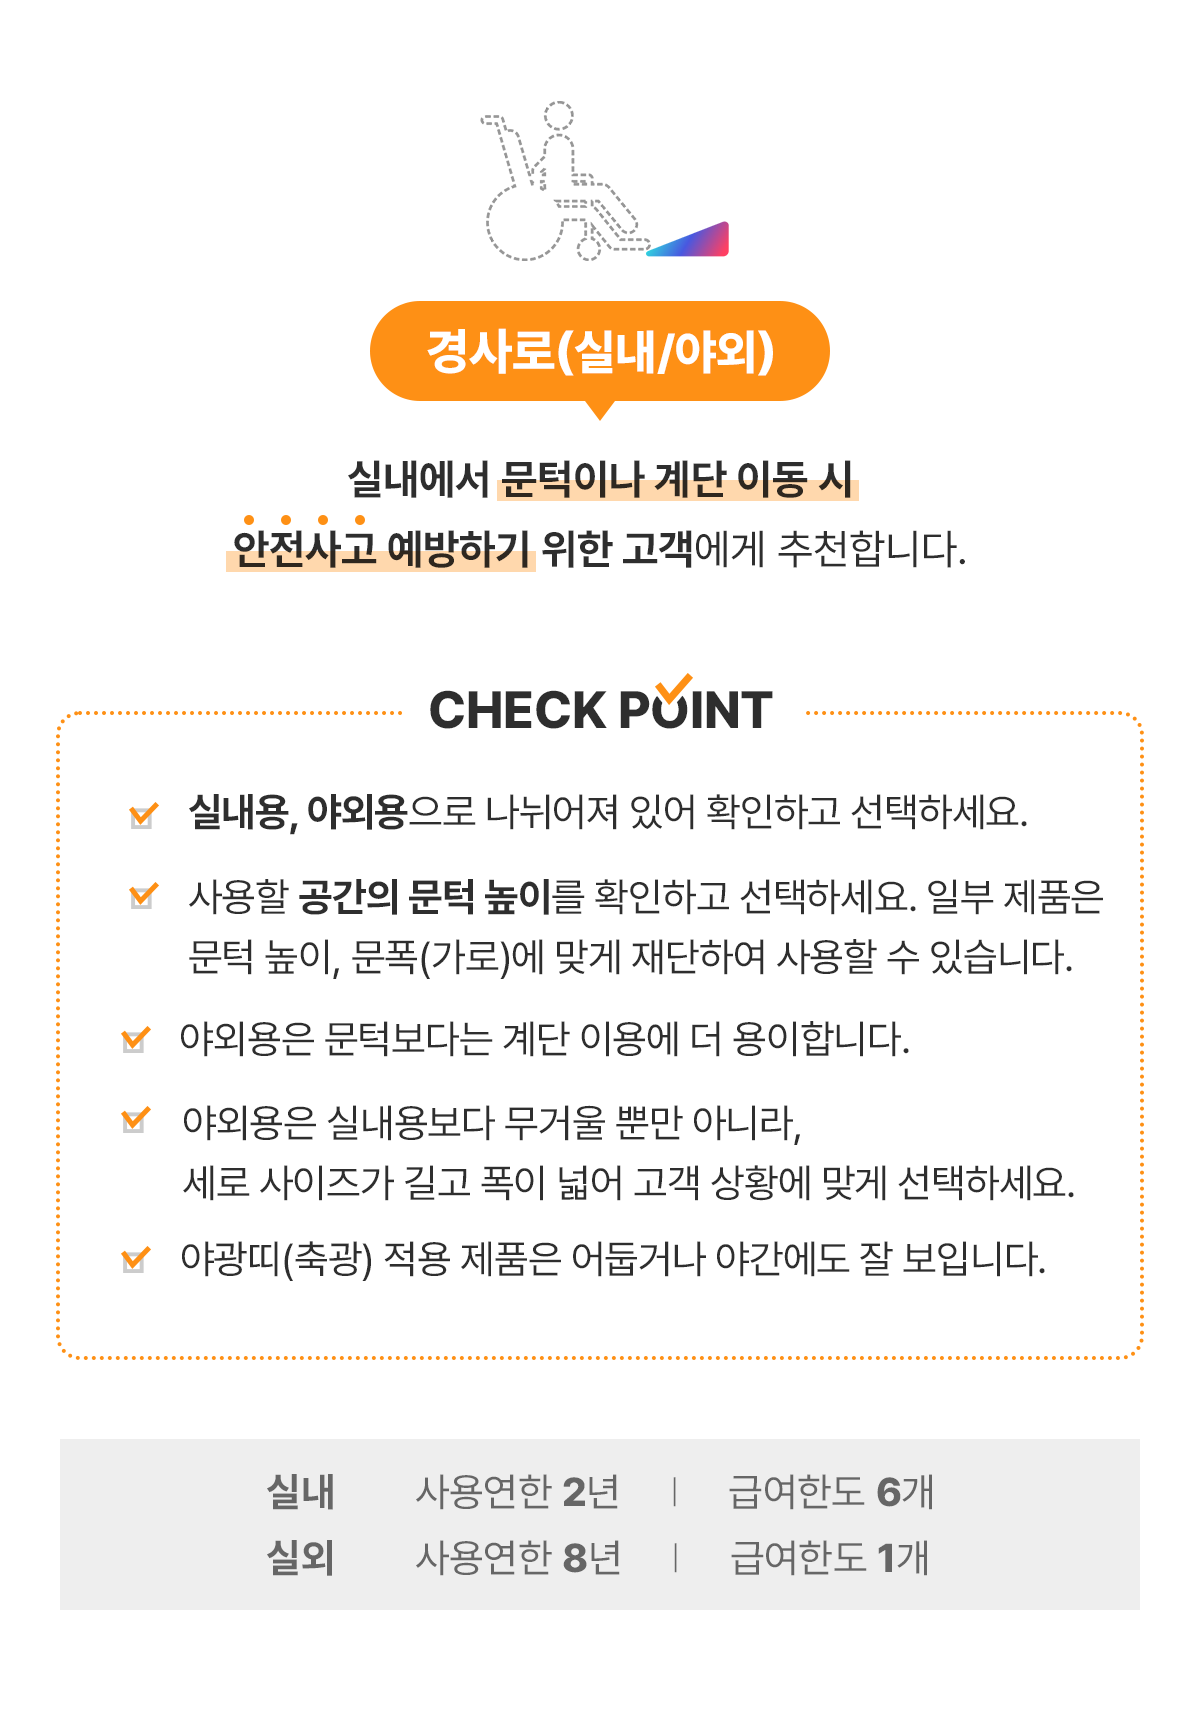 경사로(실내/야외)
실내에서 문턱이나 계단 이동 시
안전사고 예방하기 위한 고객에게 추천합니다.
CHECK POINT
실내용, 야외용으로 나뉘어져 있어 확인하고 선택하세요.
사용할 공간의 문턱 높이를 확인하고 선택하세요. 일부 제품은
문턱 높이, 문폭(가로)에 맞게 재단하여 사용할 수 있습니다.
야외용은 문턱보다는 계단 이용에 더 용이합니다.
야외용은 실내용보다 무거울 뿐만 아니라,
세로 사이즈가 길고 폭이 넓어 고객 상황에 맞게 선택하세요.
야광띠(축광) 적용 제품은 어둡거나 야간에도 잘 보입니다.
실내 사용연한 2년 | 급여한도 6개
실외 사용연한 8년 | 급여한도 1개